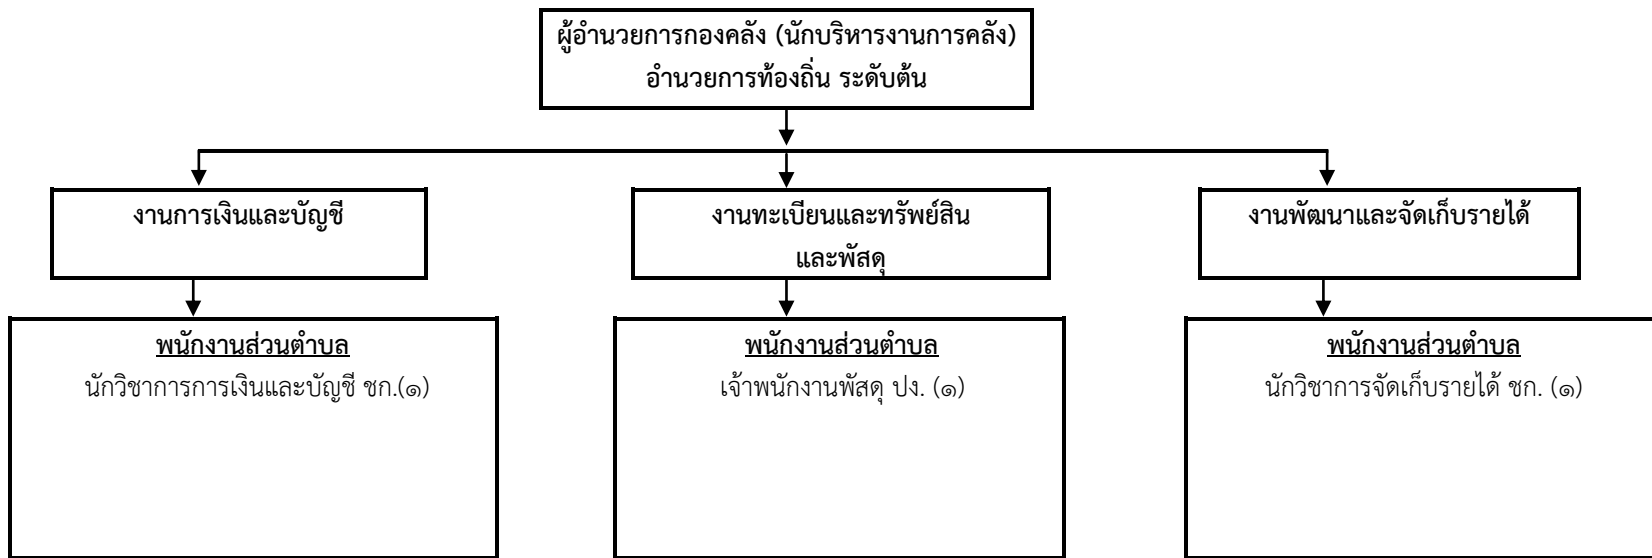 ผู้อำนวยการกองคลัง (นักบริหารงานการคลัง)
อำนวยการท้องถิ่น ระดับต้น
งานการเงินและบัญชี
งานทะเบียนและทรัพย์สิน
และพัสดุ
งานพัฒนาและจัดเก็บรายได้
พนักงานส่วนตำบล
นักวิชาการการเงินและบัญชี ชก.(๑)
พนักงานส่วนตำบล
เจ้าพนักงานพัสดุ ปง. (๑)
พนักงานส่วนตำบล
นักวิชาการจัดเก็บรายได้ ชก. (๑)